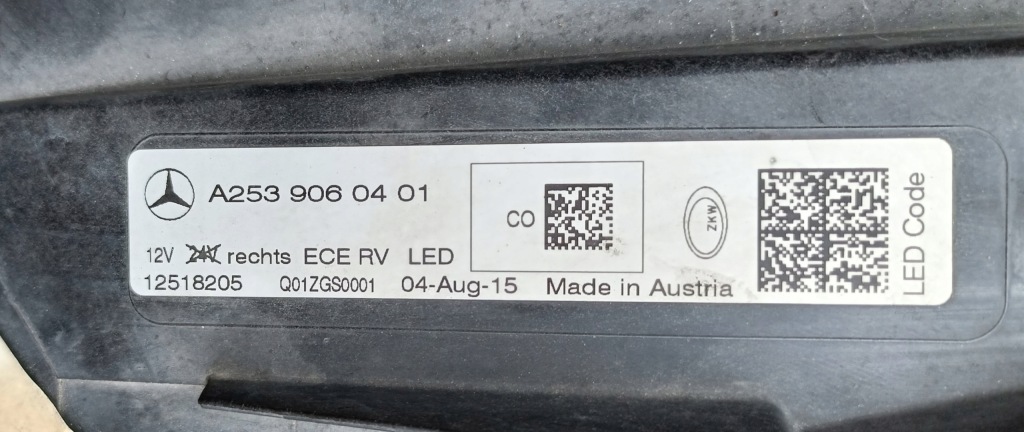 A253 906 04 01
CO
ZKW
12V 24V rechts ECE RV LED
12518205 Q01ZGS0001 04-Aug-15 Made in Austria
LED Code